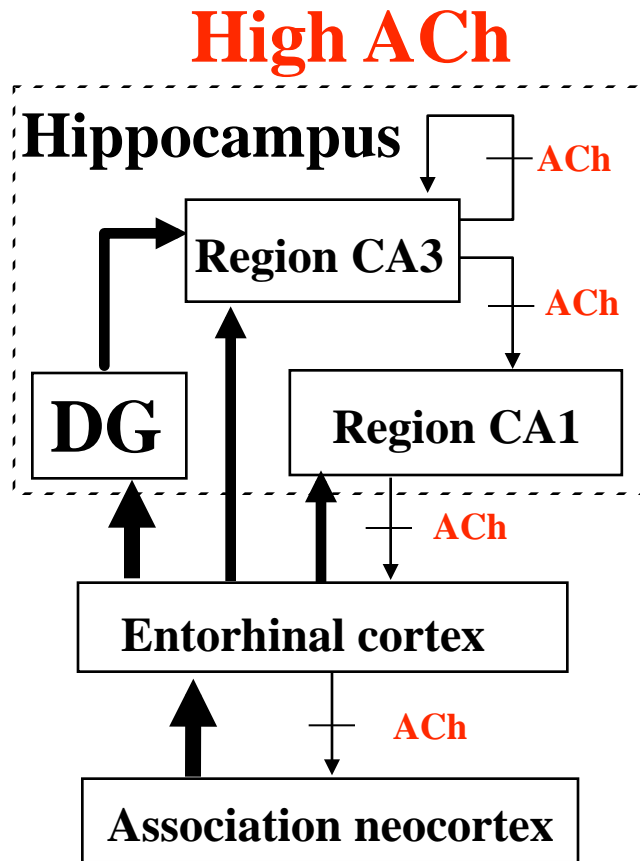 High ACh
Hippocampus
ACh
Region CA3
ACh
DG
Region CA1
ACh
Entorhinal cortex
ACh
Association neocortex